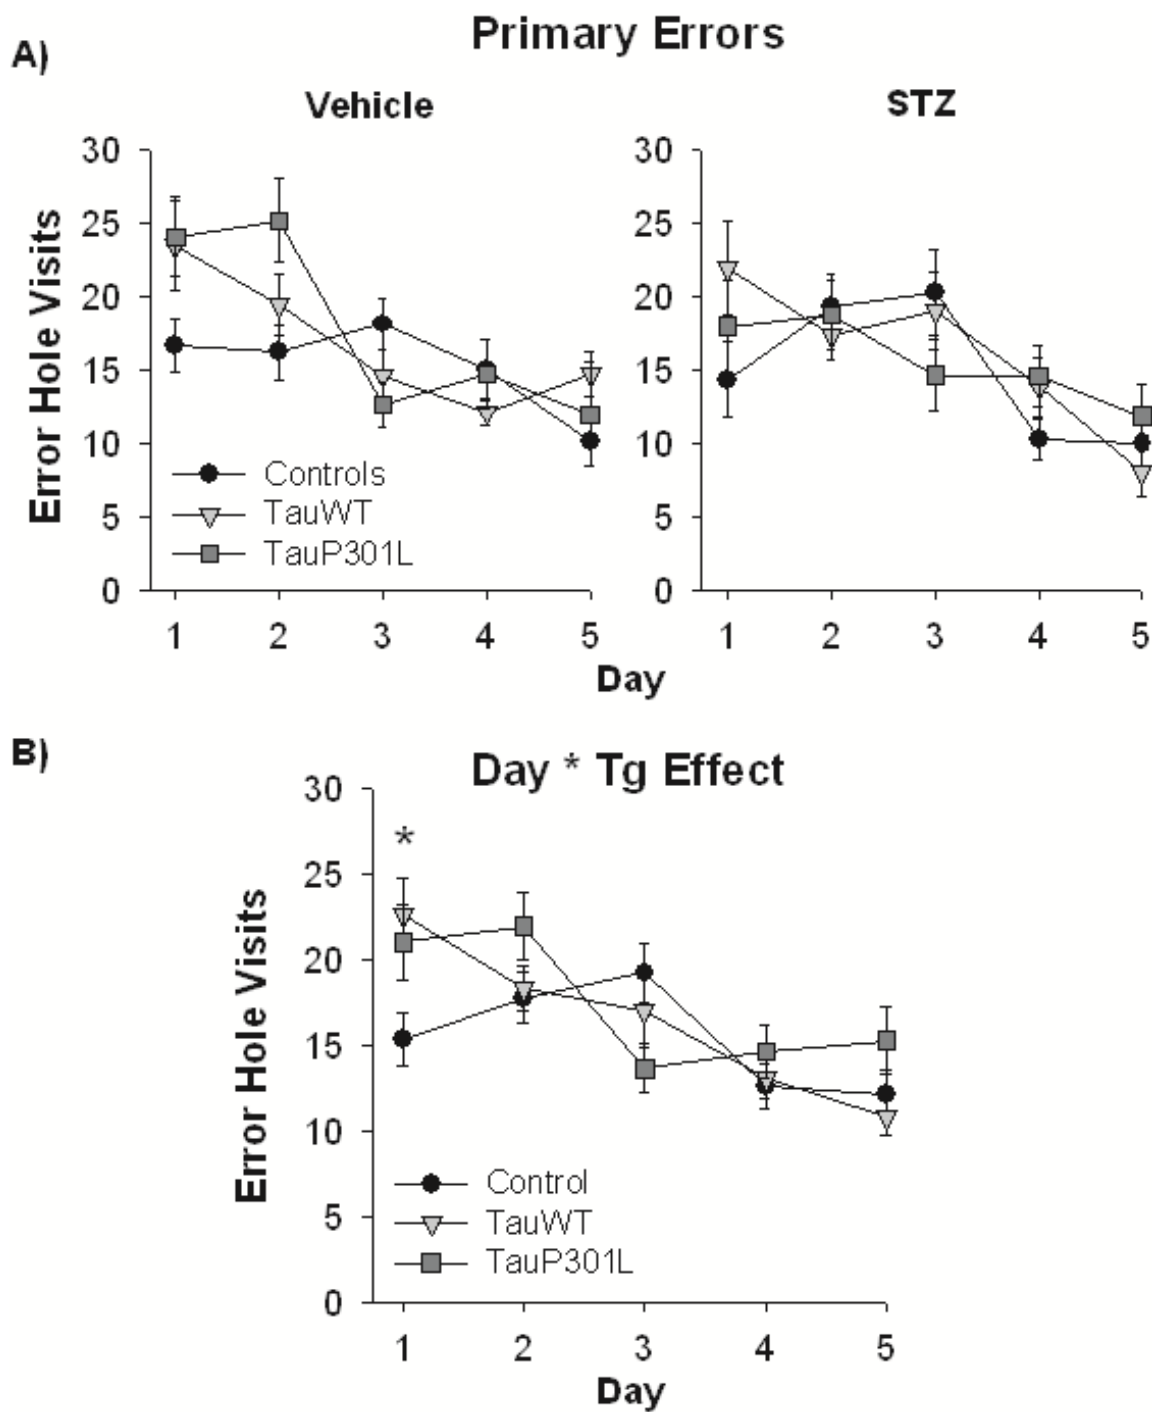 Primary Errors
A)
Vehicle
STZ
Error Hole Visits
30
25
20
15
10
5
0
Controls
TauWT
TauP301L
1 2 3 4 5
30
25
20
15
10
5
0
1 2 3 4 5
Day
B)
Day * Tg Effect
Error Hole Visits
30
25
20
15
10
5
0
*
Control
TauWT
TauP301L
1 2 3 4 5
Day